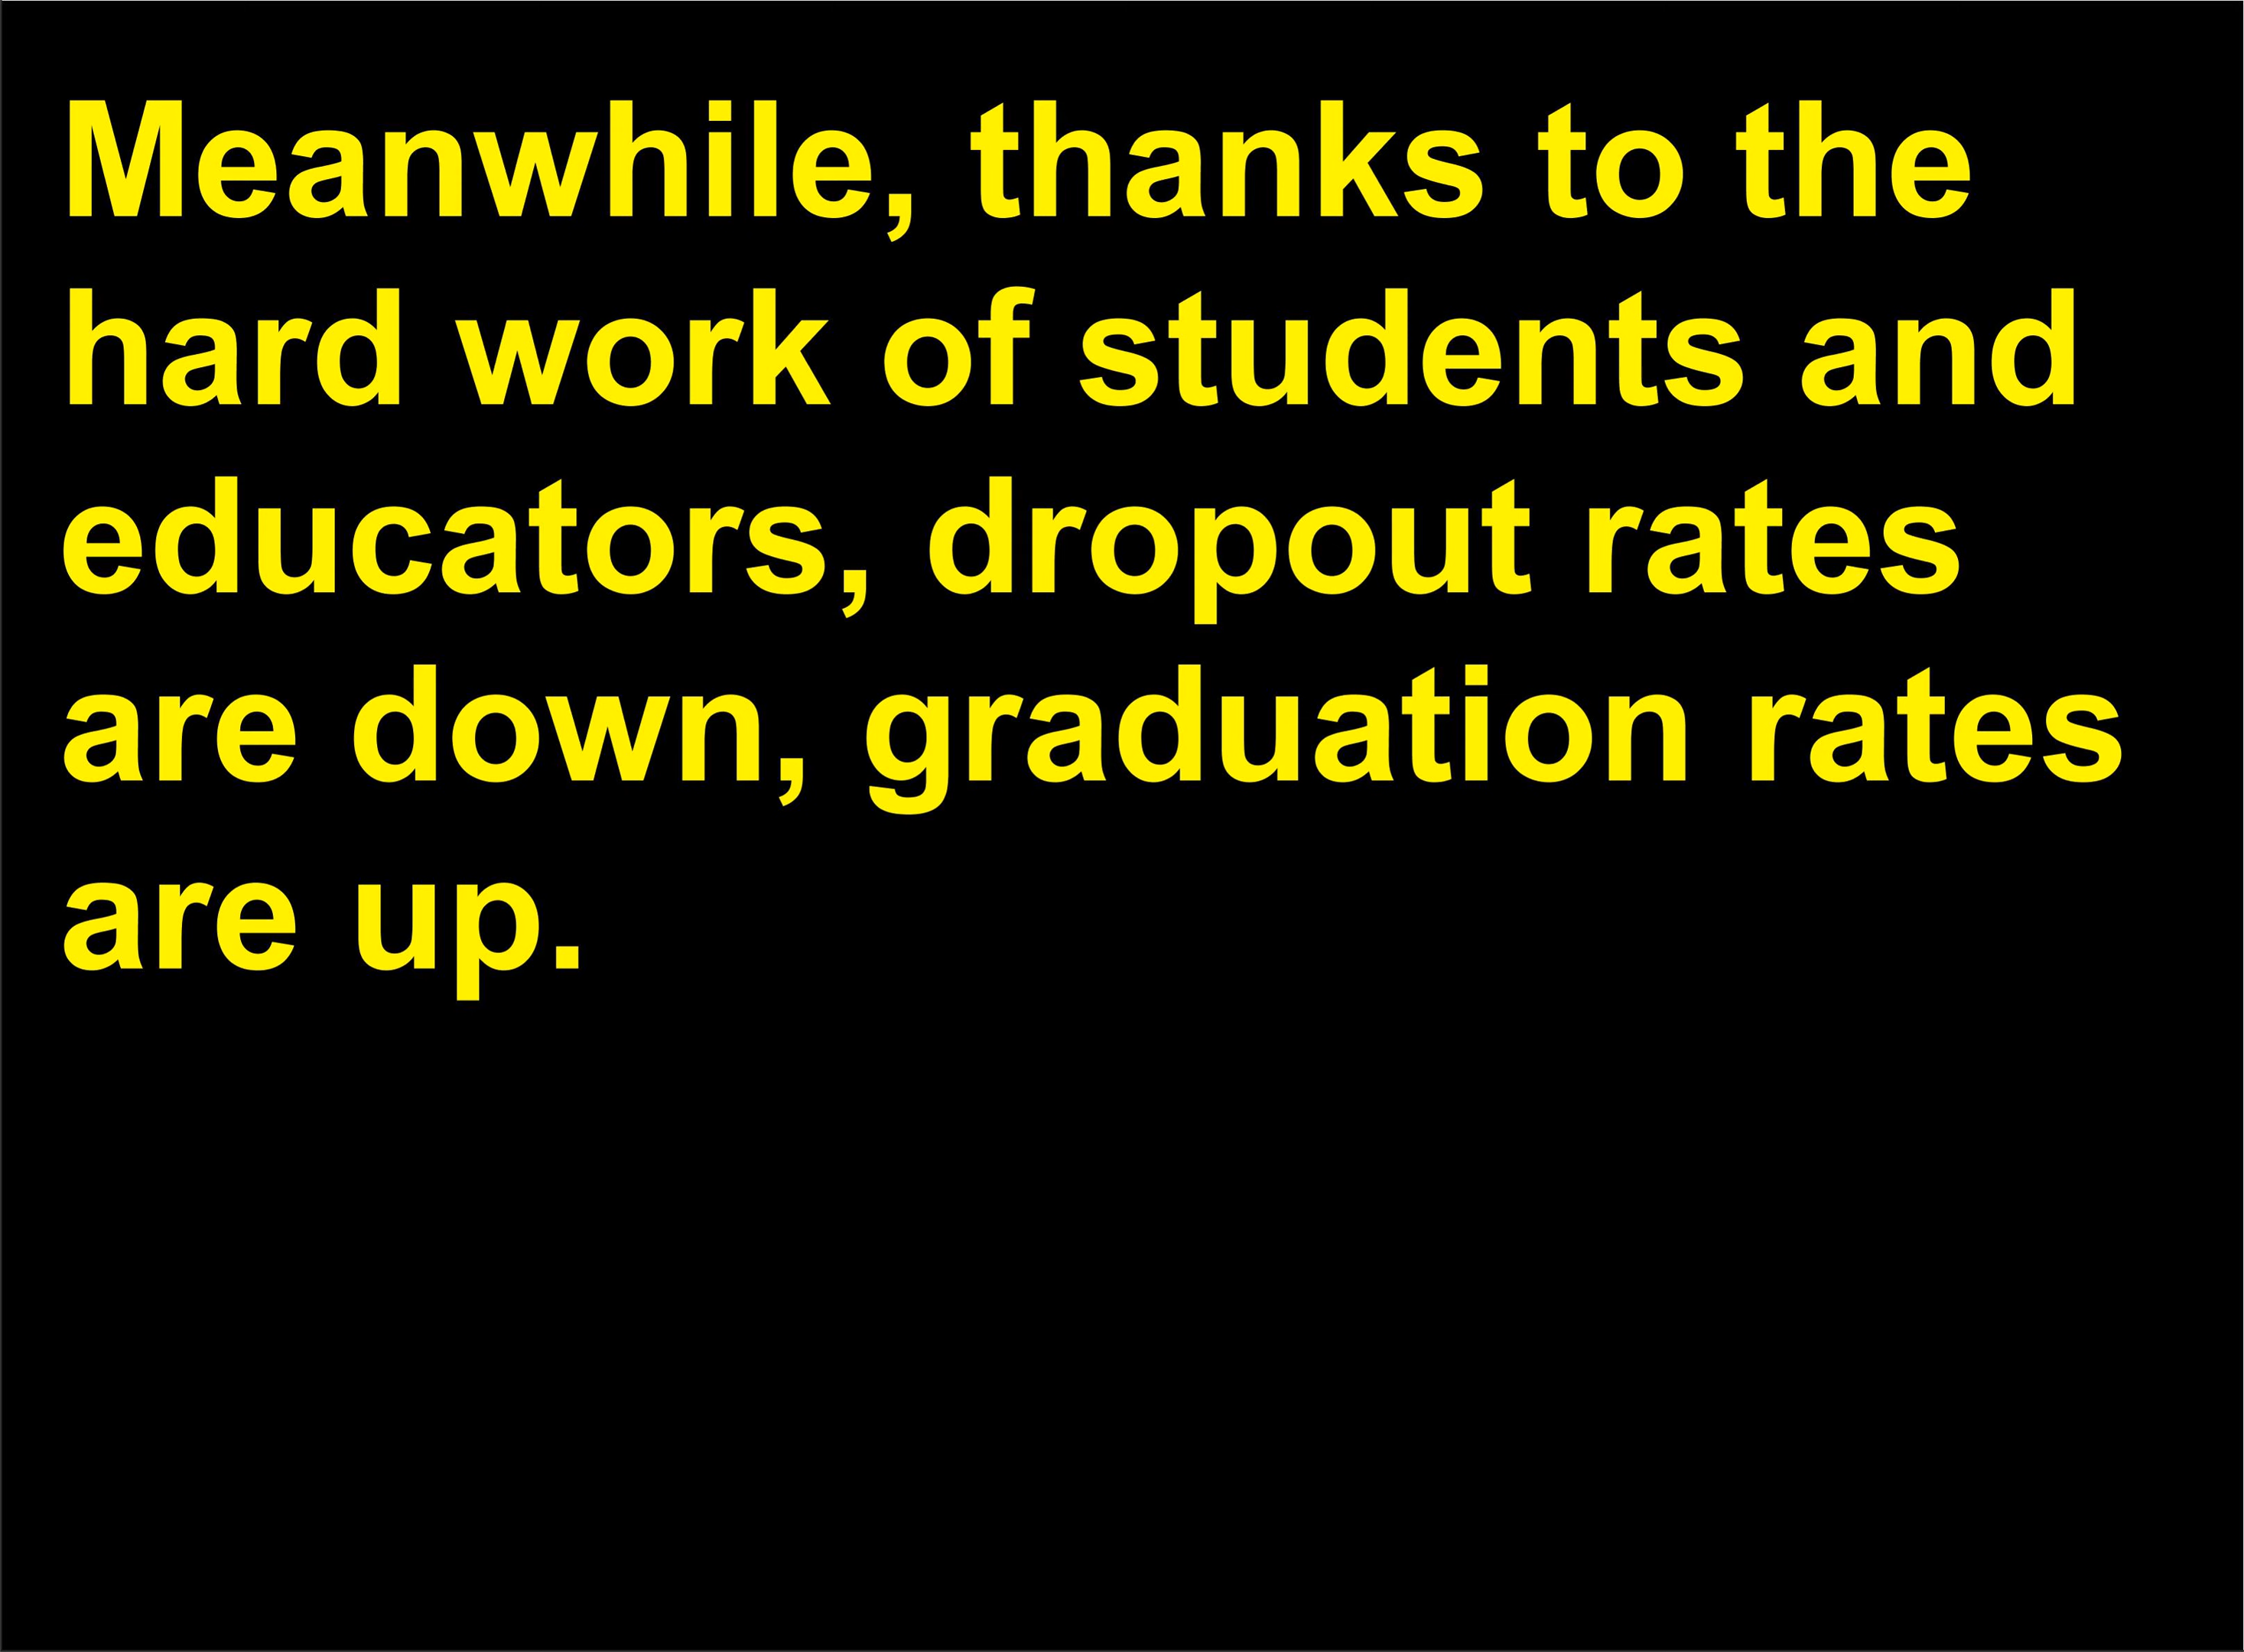 Meanwhile, thanks to the
hard work of students and
educators, dropout rates
are down, graduation rates
are up.